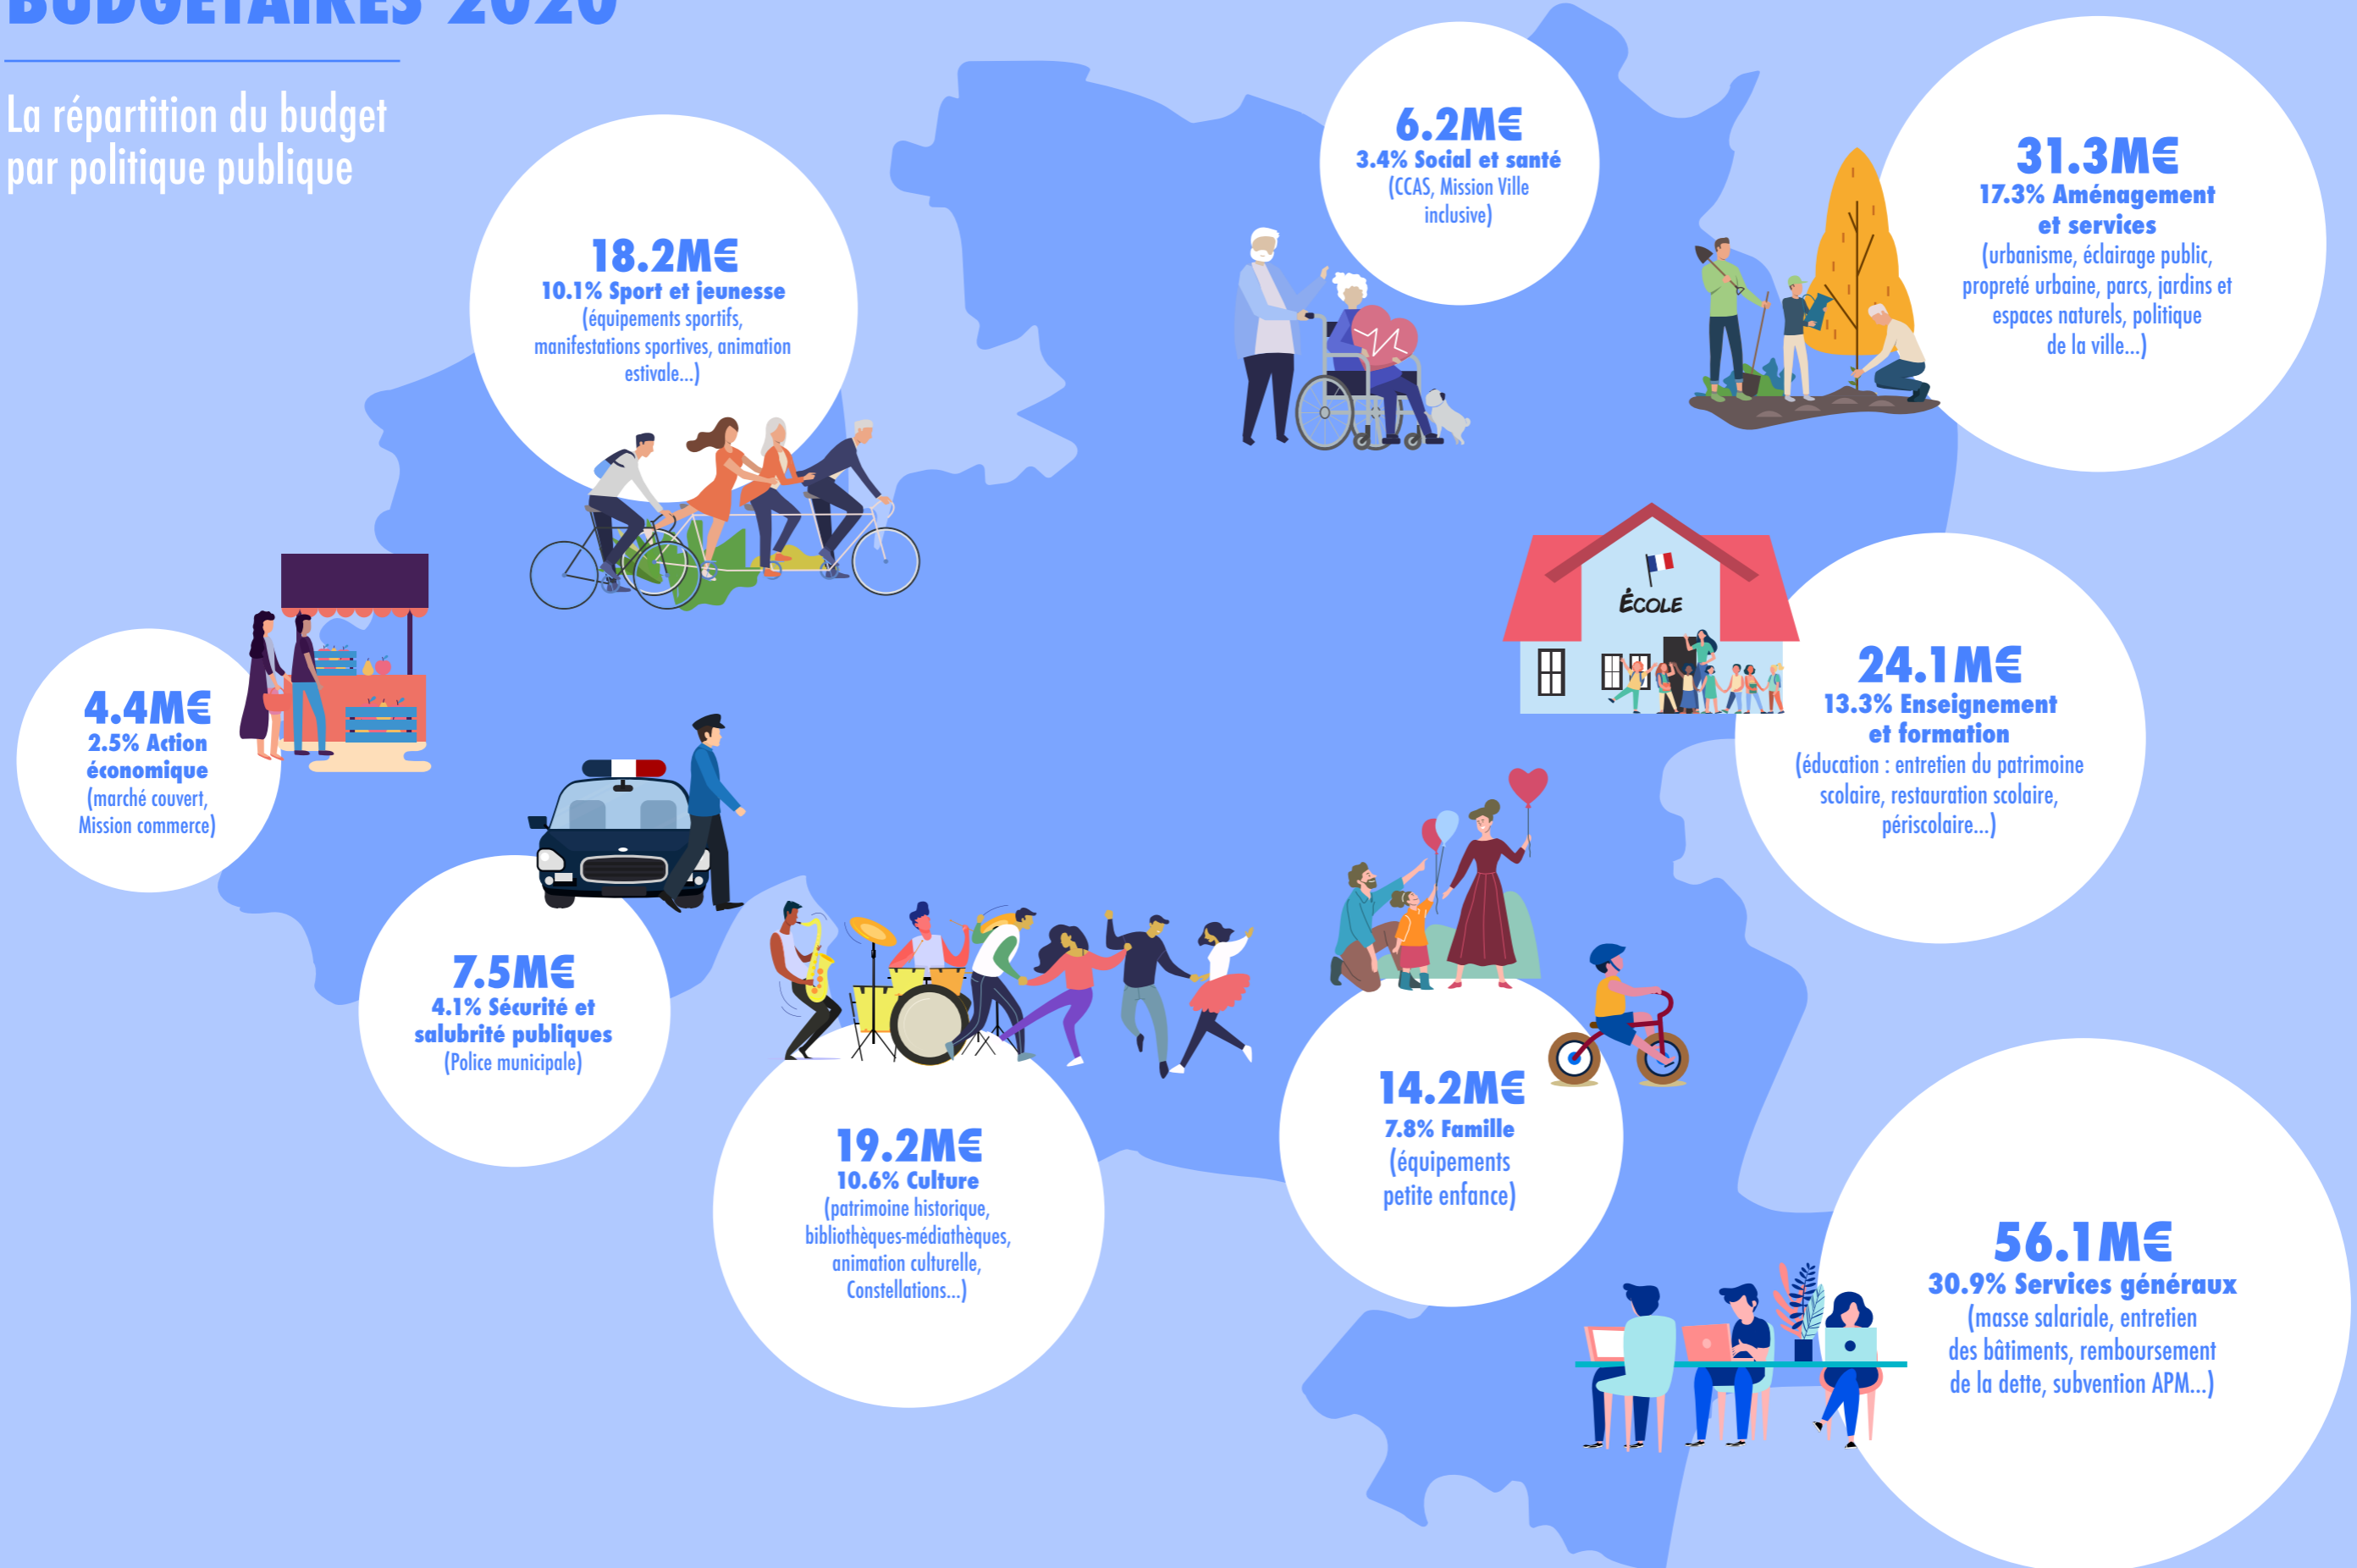 BUDGÉTAIRES 2020
La répartition du budget
par politique publique
18.2M€
10.1% Sport et jeunesse
(équipements sportifs,
manifestations sportives, animation
estivale...)
6.2M€
3.4% Social et santé
(CCAS, Mission Ville
inclusive)
31.3M€
17.3% Aménagement
et services
(urbanisme, éclairage public,
propreté urbaine, parcs, jardins et
espaces naturels, politique
de la ville...)
ÉCOLE
24.1M€
13.3% Enseignement
et formation
(éducation : entretien du patrimoine
scolaire, restauration scolaire,
périscolaire...)
4.4M€
2.5% Action
économique
(marché couvert,
Mission commerce)
7.5M€
4.1% Sécurité et
salubrité publiques
(Police municipale)
19.2M€
10.6% Culture
(patrimoine historique,
bibliothèques-médiathèques,
animation culturelle,
Constellations...)
14.2M€
7.8% Famille
(équipements
petite enfance)
56.1M€
30.9% Services généraux
(masse salariale, entretien
des bâtiments, remboursement
de la dette, subvention APM...)